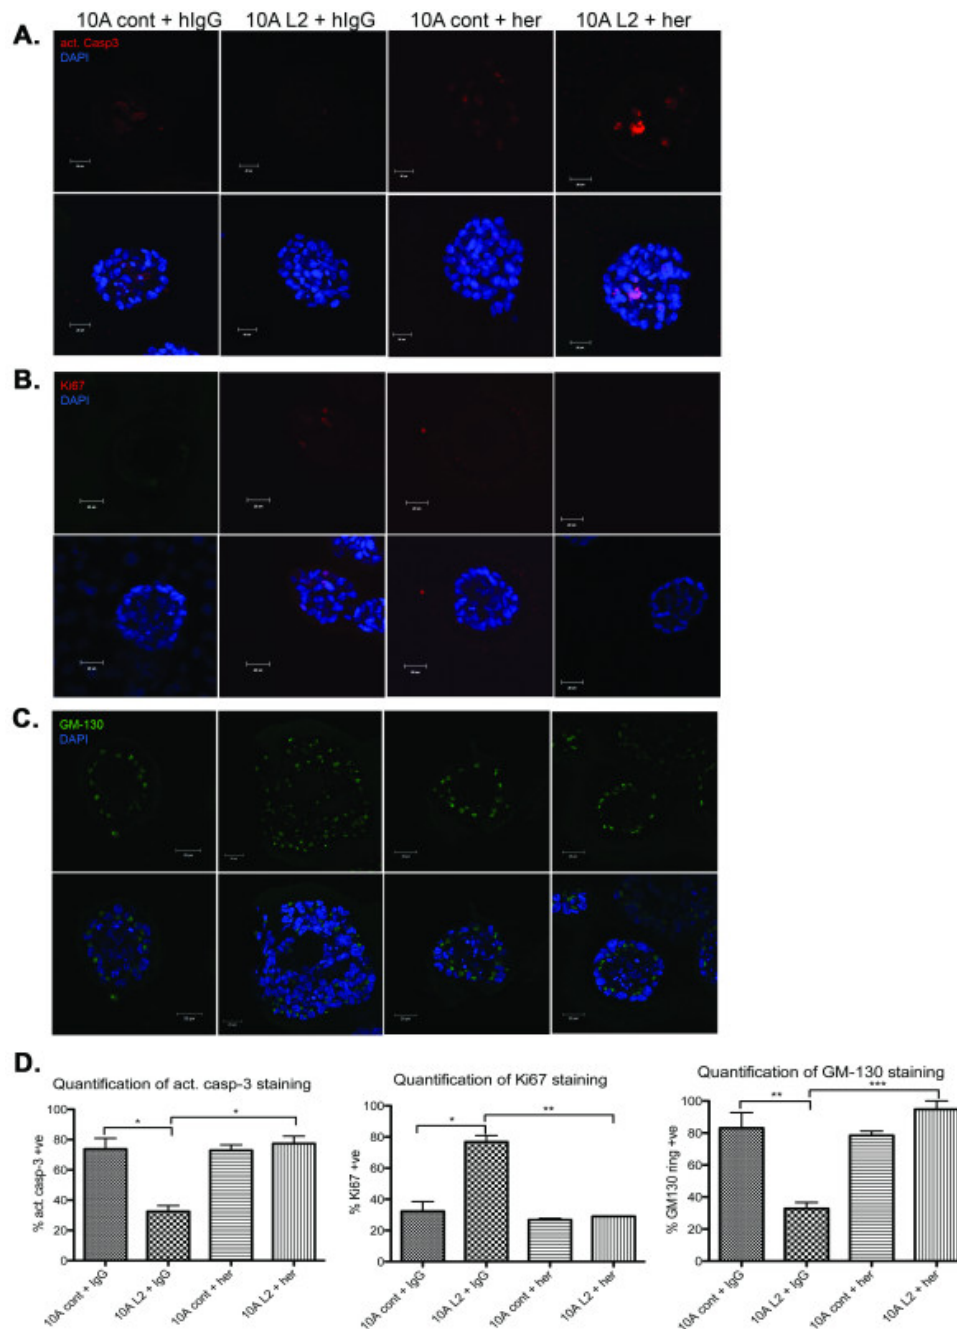 10A cont + hIgG 10A L2 + hIgG 10A cont + her 10A L2 + her
A.
act. Casp3
DAPI
B.
Ki67
DAPI
C.
GM-130
DAPI
D.
Quantification of act. casp-3 staining
% act. casp-3 +ve
100
80
60
40
20
0
* *
10A cont + IgG
10A L2 + IgG
10A cont + her
10A L2 + her
Quantification of Ki67 staining
% Ki67 +ve
100
80
60
40
20
0
* **
10A cont + IgG
10A L2 + IgG
10A cont + her
10A L2 + her
Quantification of GM-130 staining
% GM130 ring +ve
100
80
60
40
20
0
** ***
10A cont + IgG
10A L2 + IgG
10A cont + her
10A L2 + her